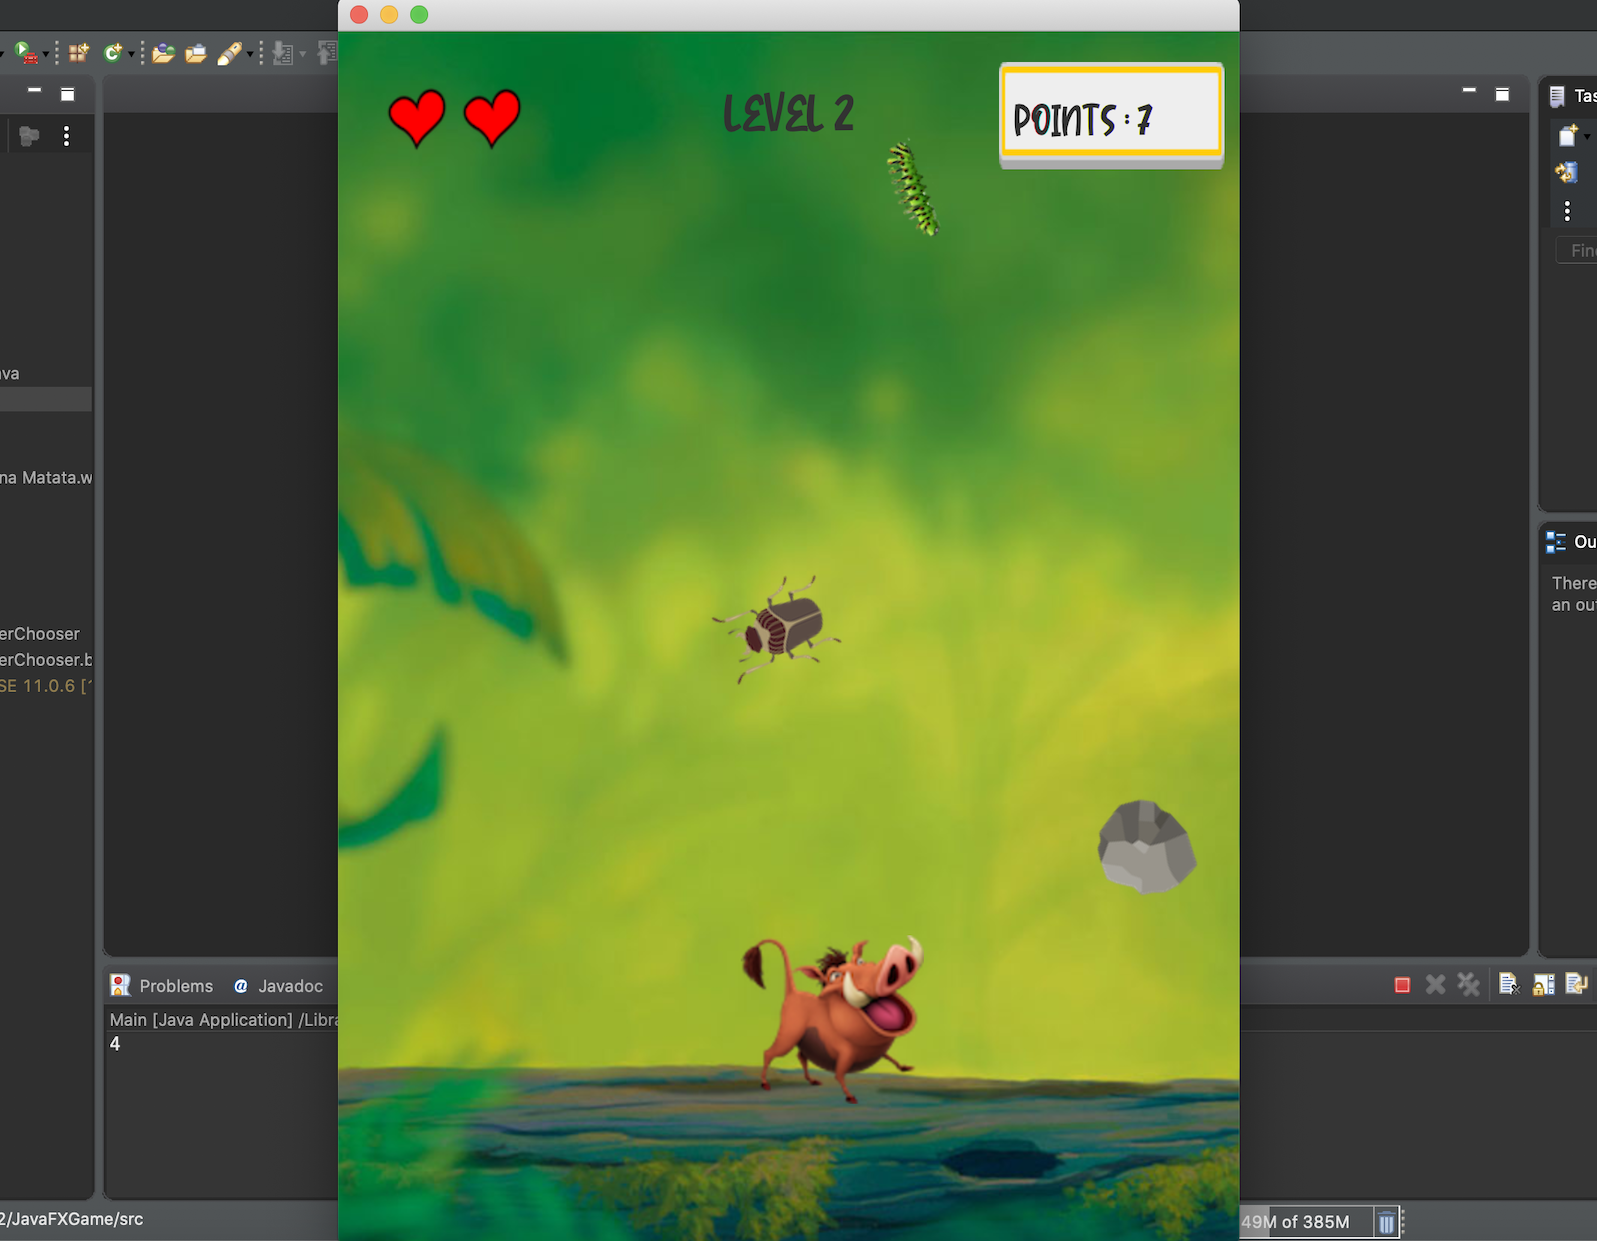 LEVEL 2
POINTS : 7
Tas
Fin
ava
na Matata.w
erChooser
erChooser.b
SE 11.0.6 [
Ou
There
an ou
Problems
@ Javadoc
Main [Java Application] /Libra
4
2/JavaFXGame/src
49M of 385M